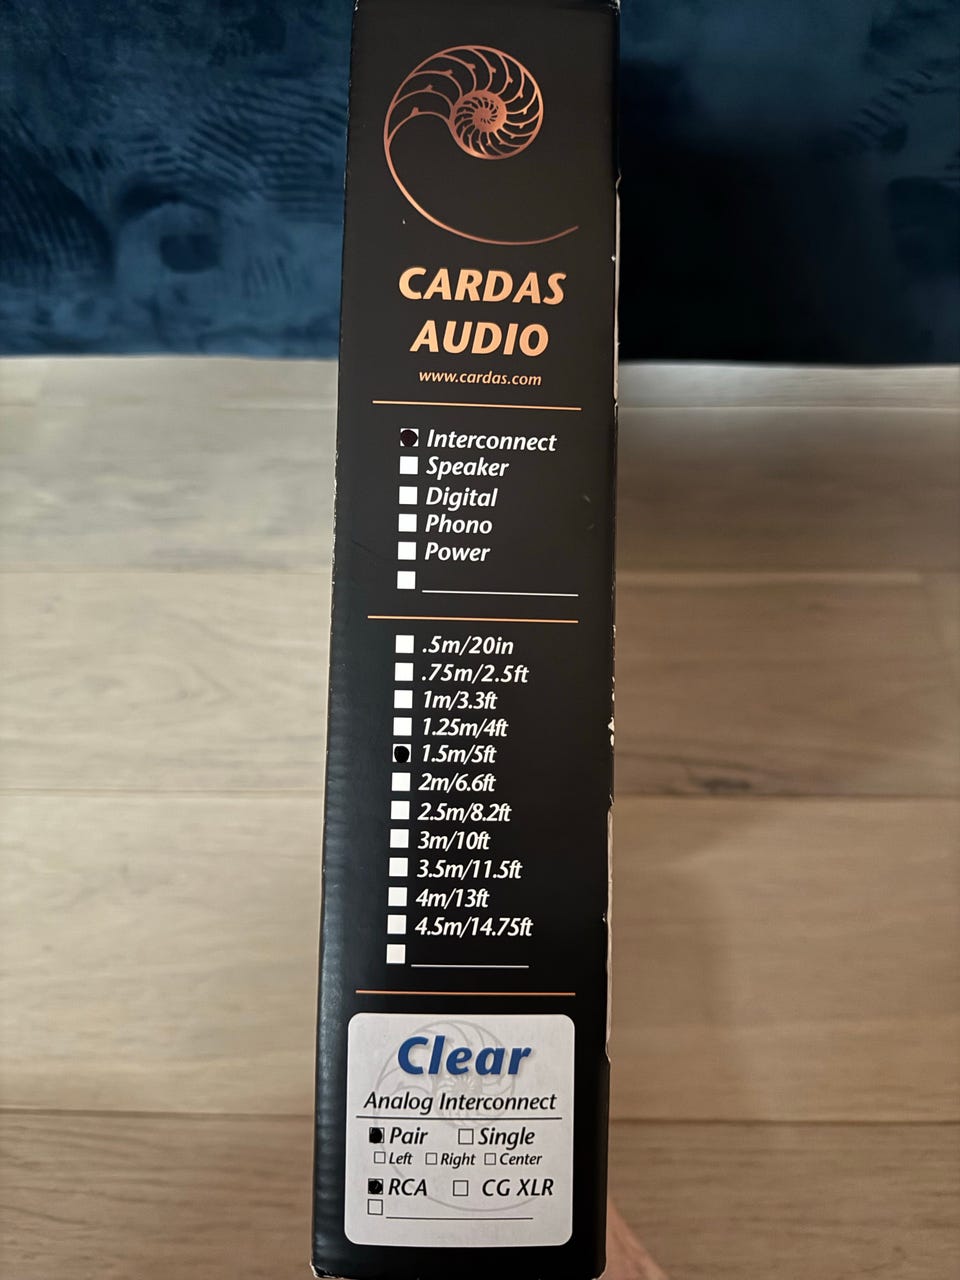 CARDAS
AUDIO
www.cardas.com
Interconnect
Speaker
Digital
Phono
Power
.5m/20in
.75m/2.5ft
1m/3.3ft
1.25m/4ft
1.5m/5ft
2m/6.6ft
2.5m/8.2ft
3m/10ft
3.5m/11.5ft
4m/13ft
4.5m/14.75ft
Clear
Analog Interconnect
Pair Single
Left Right Center
RCA CG XLR